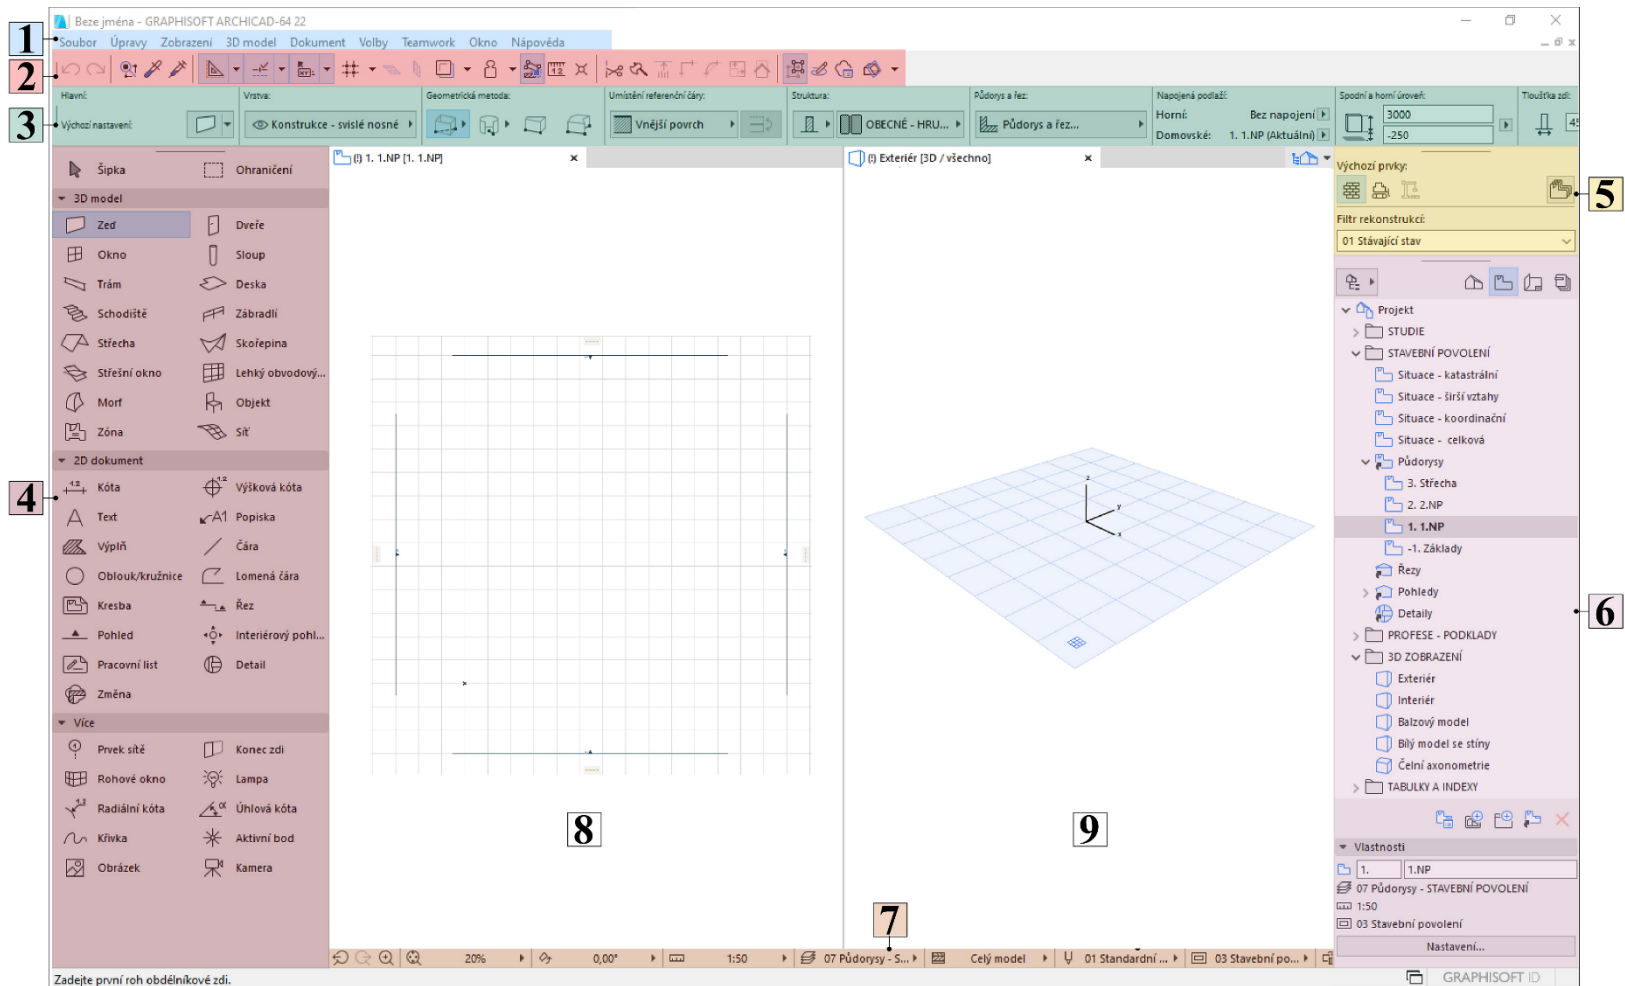 Beze jména - GRAPHISOFT ARCHICAD-64 22
1
Soubor Úpravy Zobrazení 3D model Dokument Volby Teamwork Okno Nápověda
2
Hlavní: Vrstva: Geometrická metoda: Umístění referenční čáry: Struktura: Půdorys a řez: Napojená podlaží: Spodní a horní úroveň: Tloušťka zdi:
3
Výchozí nastavení: Konstrukce - svislé nosné Vnější povrch OBECNÉ - HRU... Půdorys a řez...
Horní: Bez napojení 3000
Domovské: 1. 1.NP (Aktuální) -250
Šipka Ohraničení
3D model
Zeď Dveře
Okno Sloup
Trám Deska
Schodiště Zábradlí
Střecha Skořepina
Střešní okno Lehký obvodový...
Morf Objekt
Zóna Síť
2D dokument
4
Kóta Výšková kóta
Text A1 Popiska
Výplň Čára
Oblouk/kružnice Lomená čára
Kresba Řez
Pohled Interiérový pohl...
Pracovní list Detail
Změna
Více
Prvek sítě Konec zdi
Rohové okno Lampa
Radiální kóta Úhlová kóta
Křivka Aktivní bod
Obrázek Kamera
(!) 1. 1.NP [1. 1.NP]
8
(!) Exteriér [3D / všechno]
z
y
x
9
Výchozí prvky:
5
Filtr rekonstrukcí:
01 Stávající stav
Projekt
STUDIE
STAVEBNÍ POVOLENÍ
Situace - katastrální
Situace - širší vztahy
Situace - koordinační
Situace - celková
Půdorysy
3. Střecha
2. 2.NP
1. 1.NP
-1. Základy
Řezy
Pohledy
Detaily
6
PROFESE - PODKLADY
3D ZOBRAZENÍ
Exteriér
Interiér
Balzový model
Bílý model se stíny
Čelní axonometrie
TABULKY A INDEXY
Vlastnosti
1. 1.NP
07 Půdorysy - STAVEBNÍ POVOLENÍ
1:50
03 Stavební povolení
Nastavení...
7
20% 0,00° 1:50 07 Půdorysy - S... Celý model 01 Standardní ... 03 Stavební po...
Zadejte první roh obdélníkové zdi.
GRAPHISOFT ID